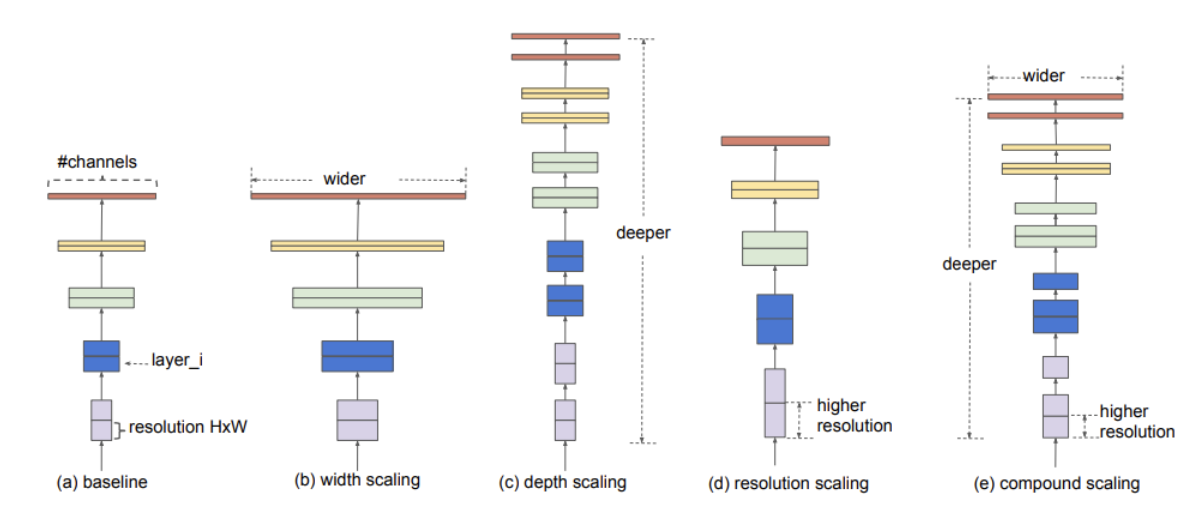 #channels
layer_i
resolution HxW
(a) baseline
wider
(b) width scaling
deeper
(c) depth scaling
higher
resolution
(d) resolution scaling
wider
deeper
higher
resolution
(e) compound scaling